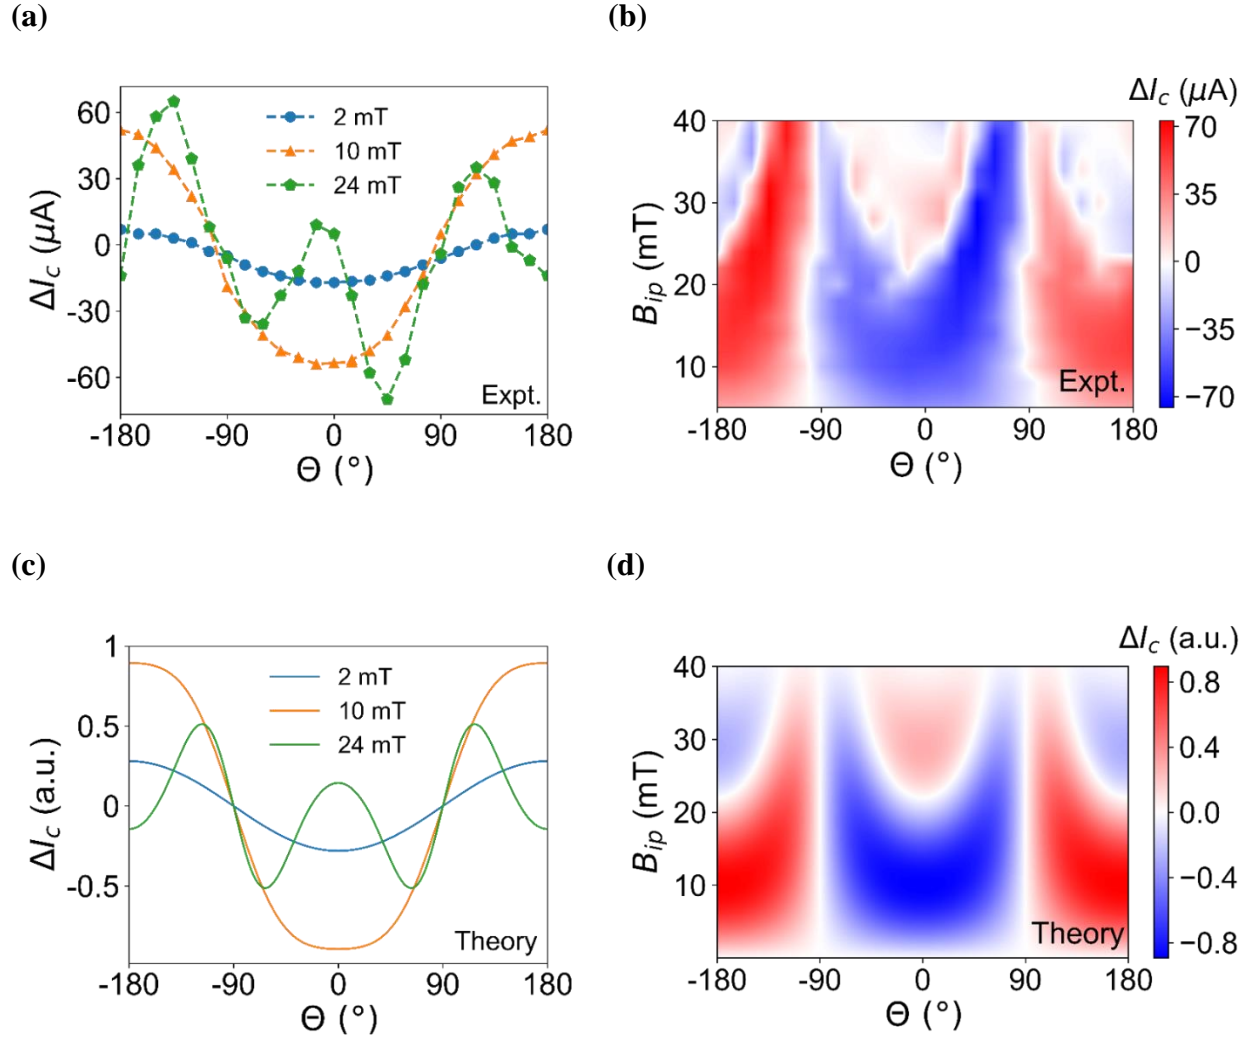 (a)
ΔI_c (μA)
60
30
0
-30
-60
2 mT
10 mT
24 mT
Expt.
-180 -90 0 90 180
Θ (°)
(b)
ΔI_c (μA)
B_ip (mT)
40
30
20
10
Expt.
-180 -90 0 90 180
Θ (°)
70
35
0
−35
−70
(c)
ΔI_c (a.u.)
1
0.5
0
-0.5
2 mT
10 mT
24 mT
Theory
-180 -90 0 90 180
Θ (°)
(d)
ΔI_c (a.u.)
B_ip (mT)
40
30
20
10
Theory
-180 -90 0 90 180
Θ (°)
0.8
0.4
0.0
−0.4
−0.8